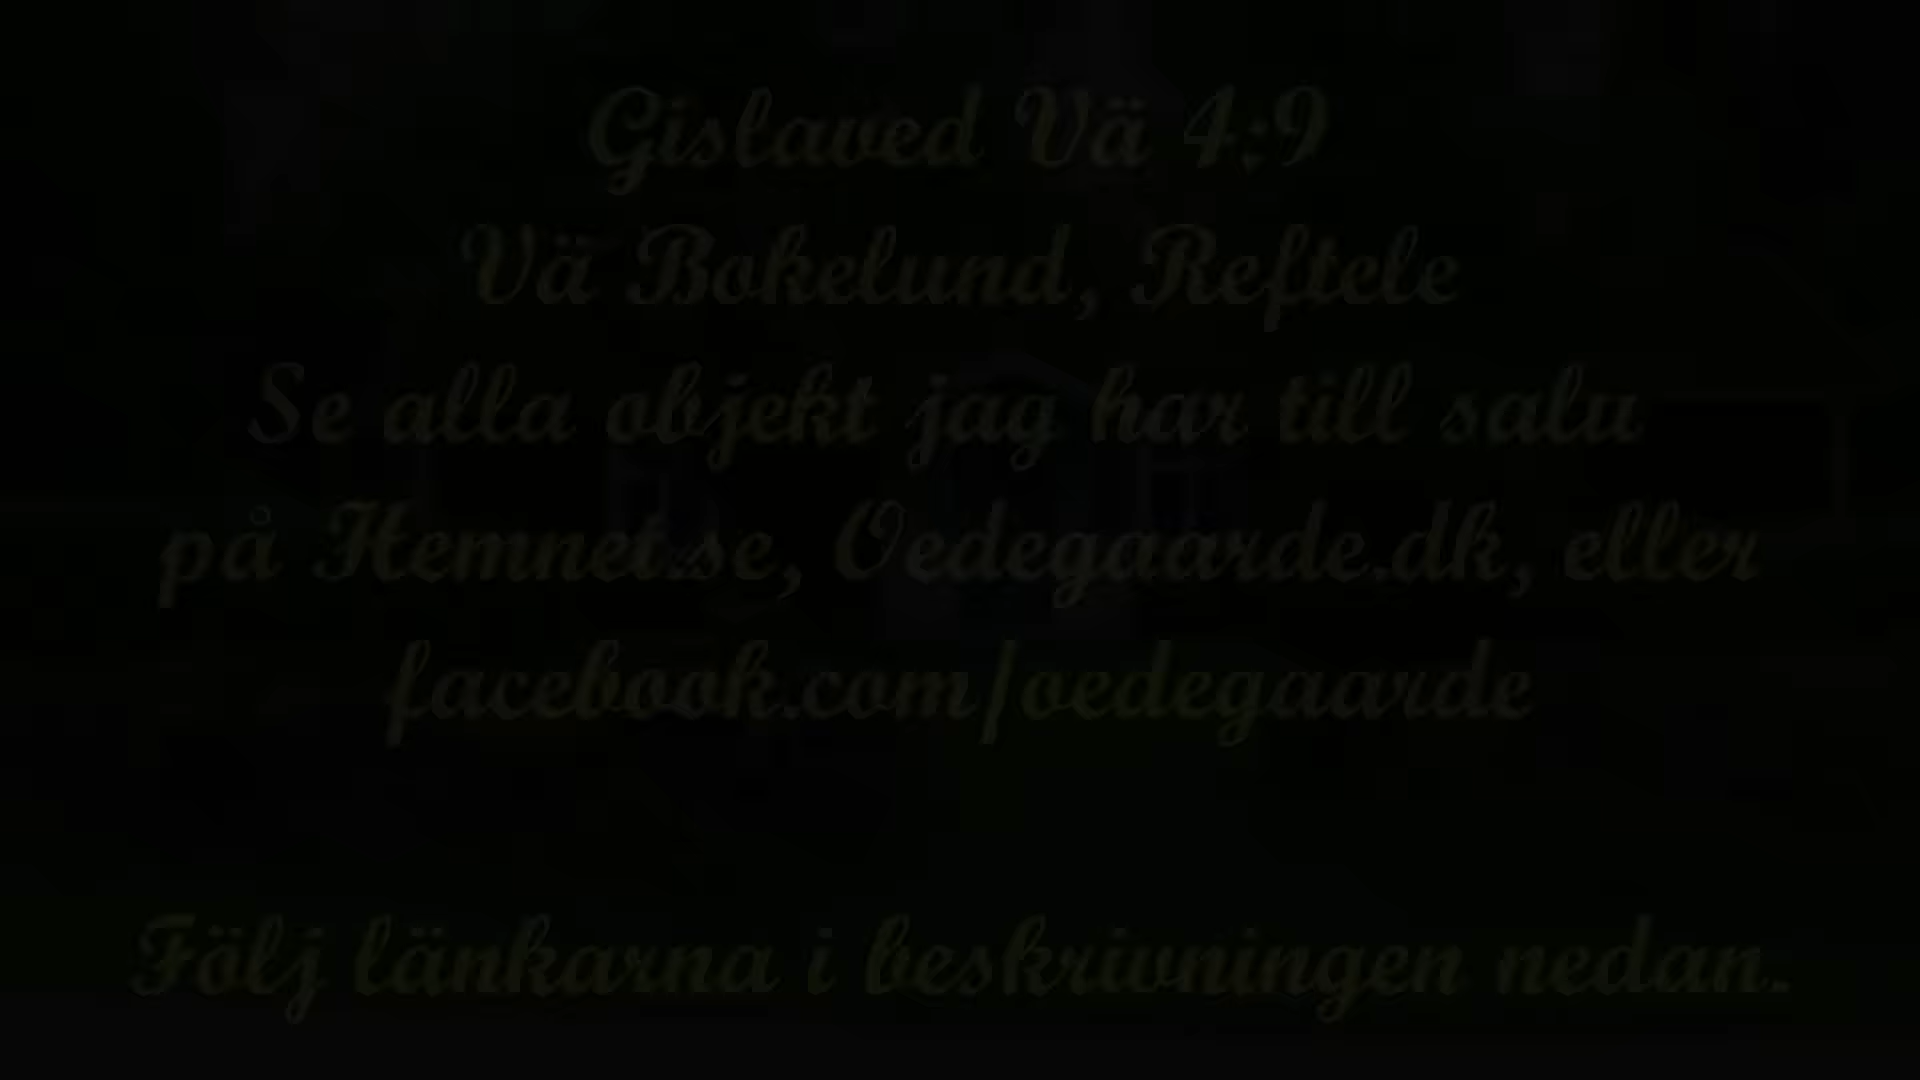 Gislaved Vä 4:9
Vä Bokelund, Reftele
Se alla objekt jag har till salu
på Hemnet.se, Oedegaarde.dk, eller
facebook.com/oedegaarde
Följ länkarna i beskrivningen nedan.